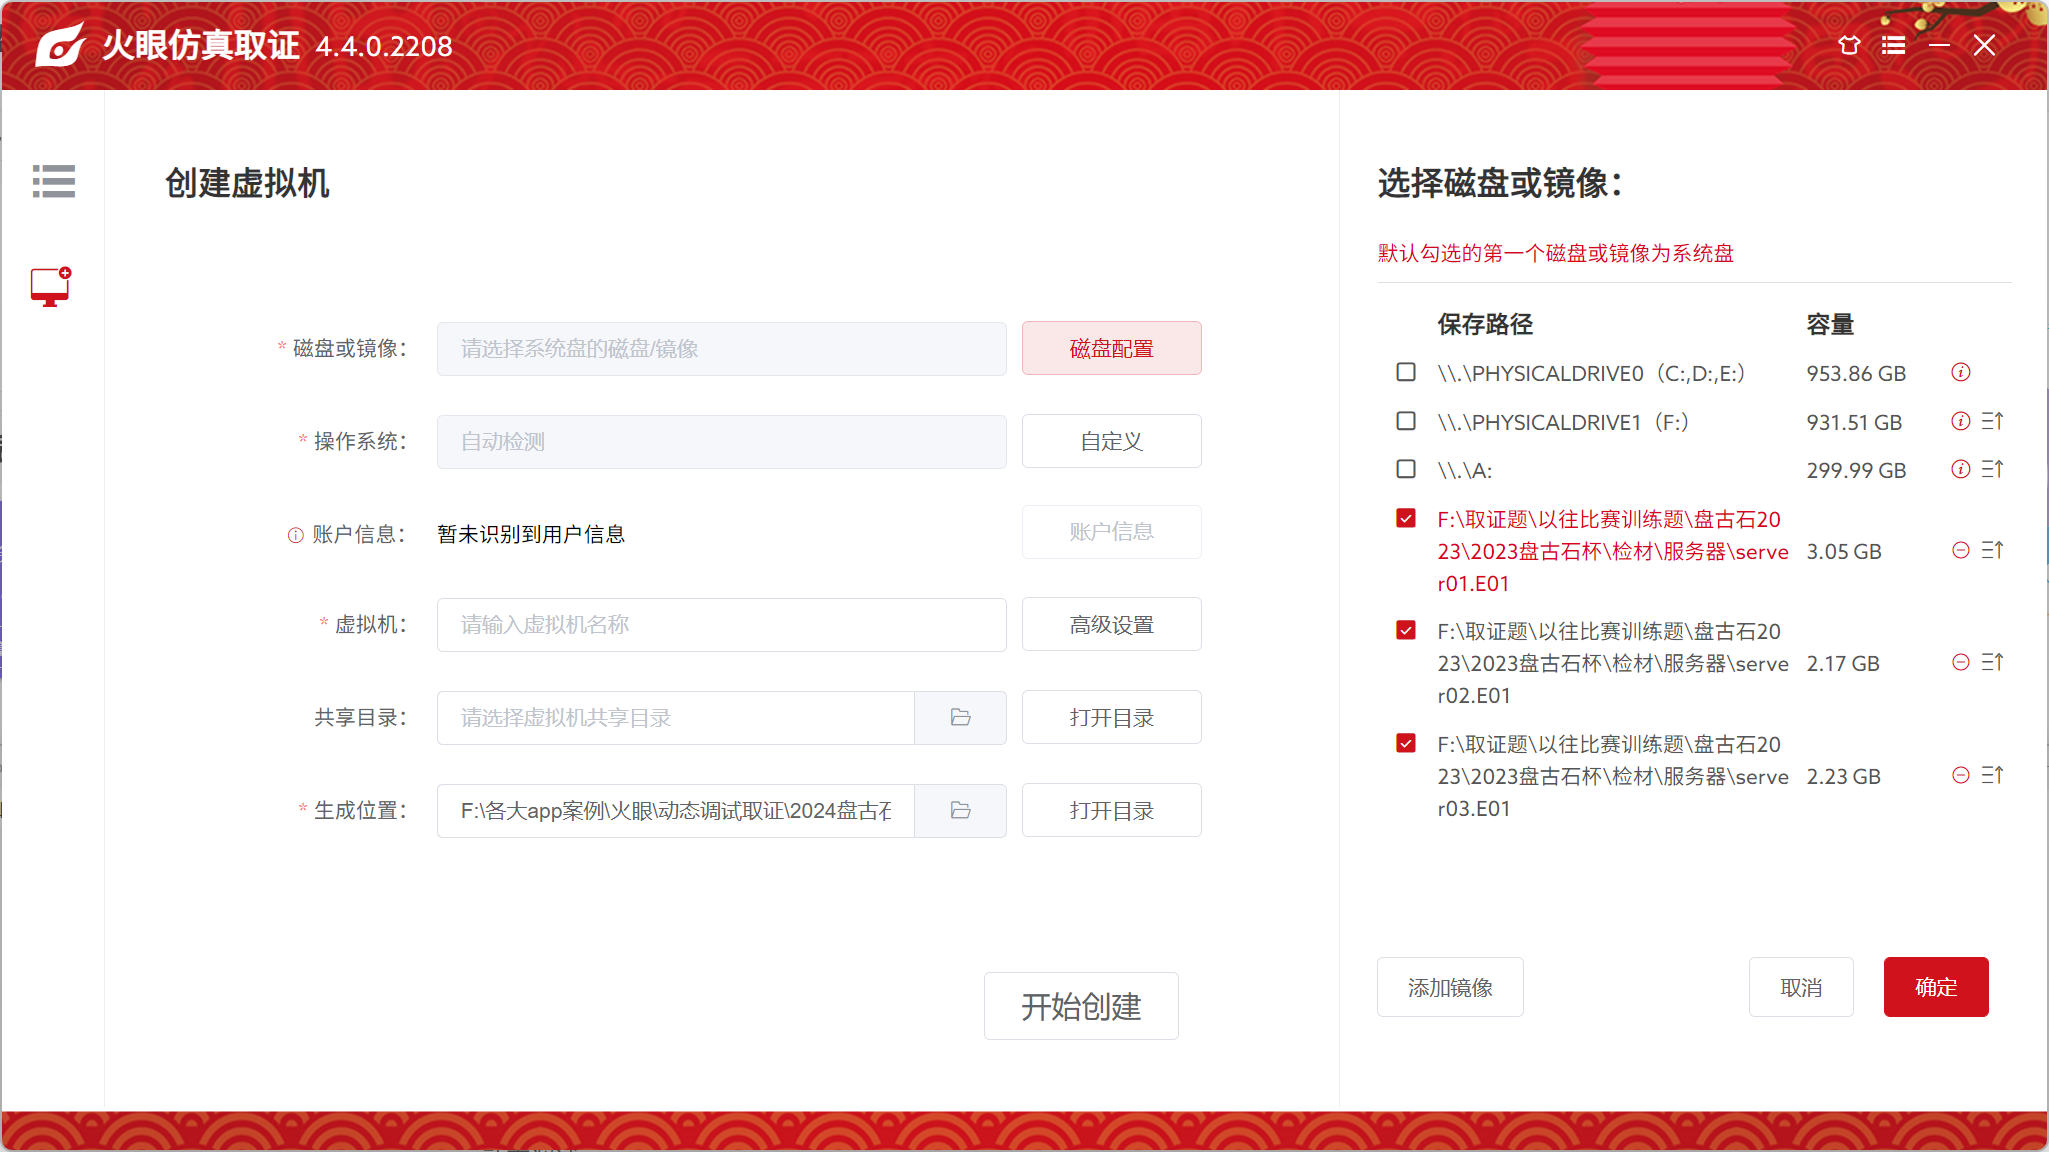 火眼仿真取证 4.4.0.2208
创建虚拟机
* 磁盘或镜像： 请选择系统盘的磁盘/镜像 磁盘配置
* 操作系统： 自动检测 自定义
账户信息： 暂未识别到用户信息 账户信息
* 虚拟机： 请输入虚拟机名称 高级设置
共享目录： 请选择虚拟机共享目录 打开目录
* 生成位置： F:\各大app案例\火眼\动态调试取证\2024盘古石 打开目录
开始创建
选择磁盘或镜像：
默认勾选的第一个磁盘或镜像为系统盘
保存路径 容量
\\.\PHYSICALDRIVE0（C:,D:,E:） 953.86 GB
\\.\PHYSICALDRIVE1（F:） 931.51 GB
\\.\A: 299.99 GB
F:\取证题\以往比赛训练题\盘古石20
23\2023盘古石杯\检材\服务器\serve 3.05 GB
r01.E01
F:\取证题\以往比赛训练题\盘古石20
23\2023盘古石杯\检材\服务器\serve 2.17 GB
r02.E01
F:\取证题\以往比赛训练题\盘古石20
23\2023盘古石杯\检材\服务器\serve 2.23 GB
r03.E01
添加镜像 取消 确定